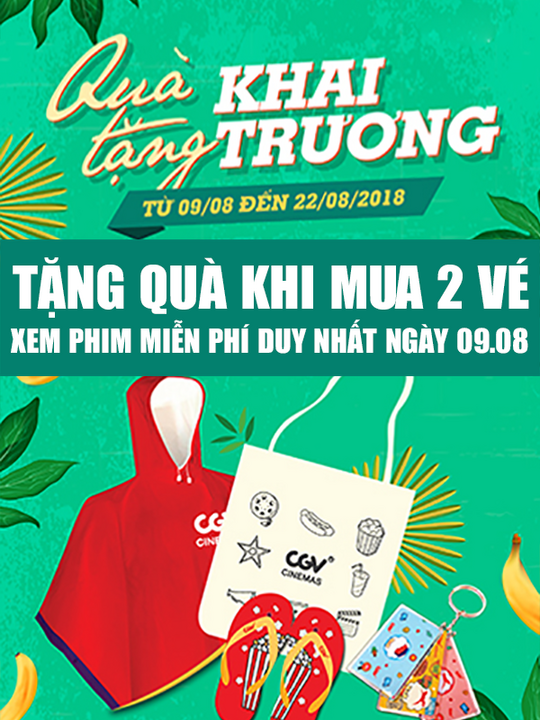 Quà tặng
KHAI
TRƯƠNG
TỪ 09/08 ĐẾN 22/08/2018
TẶNG QUÀ KHI MUA 2 VÉ
XEM PHIM MIỄN PHÍ DUY NHẤT NGÀY 09.08
CGV
CINE
CGV
CINEMAS